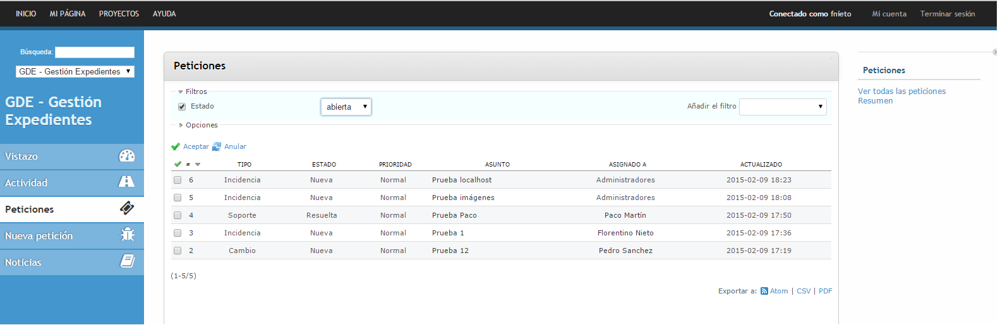 INICIO MI PÁGINA PROYECTOS AYUDA Conectado como fnieto Mi cuenta Terminar sesión
Búsqueda:
GDE - Gestión Expedientes
GDE - Gestión
Expedientes
Vistazo
Actividad
Peticiones
Nueva petición
Noticias
Peticiones
Filtros
Estado abierta Añadir el filtro
Opciones
Aceptar Anular
# TIPO ESTADO PRIORIDAD ASUNTO ASIGNADO A ACTUALIZADO
6 Incidencia Nueva Normal Prueba localhost Administradores 2015-02-09 18:23
5 Incidencia Nueva Normal Prueba imágenes Administradores 2015-02-09 18:08
4 Soporte Resuelta Normal Prueba Paco Paco Martín 2015-02-09 17:50
3 Incidencia Nueva Normal Prueba 1 Florentino Nieto 2015-02-09 17:36
2 Cambio Nueva Normal Prueba 12 Pedro Sanchez 2015-02-09 17:19
(1-5/5)
Exportar a: Atom | CSV | PDF
Peticiones
Ver todas las peticiones
Resumen